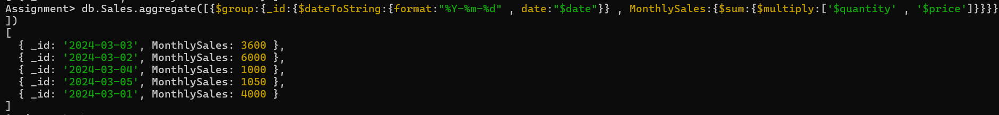 Assignment> db.Sales.aggregate([{$group:{_id:{$dateToString:{format:"%Y-%m-%d" , date:"$date"}} , MonthlySales:{$sum:{$multiply:['$quantity' , '$price']}}}}
])
[
  { _id: '2024-03-03', MonthlySales: 3600 },
  { _id: '2024-03-02', MonthlySales: 6000 },
  { _id: '2024-03-04', MonthlySales: 1000 },
  { _id: '2024-03-05', MonthlySales: 1050 },
  { _id: '2024-03-01', MonthlySales: 4000 }
]